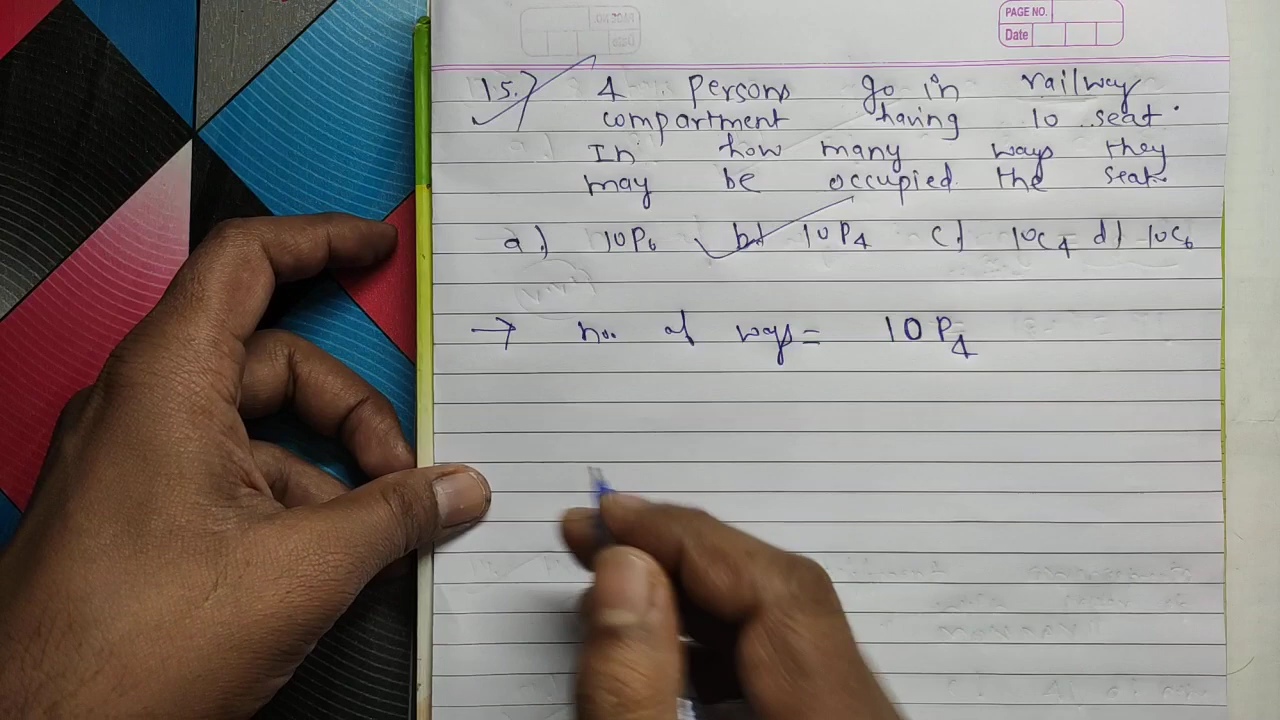 PAGE NO.
Date
15.) 4 persons go in railway
compartment having 10 seat.
In how many ways they
may be occupied the seat.
a.) 10P6 b.) 10P4 c.) 10C4 d.) 10C6
→ no. of ways = 10P4